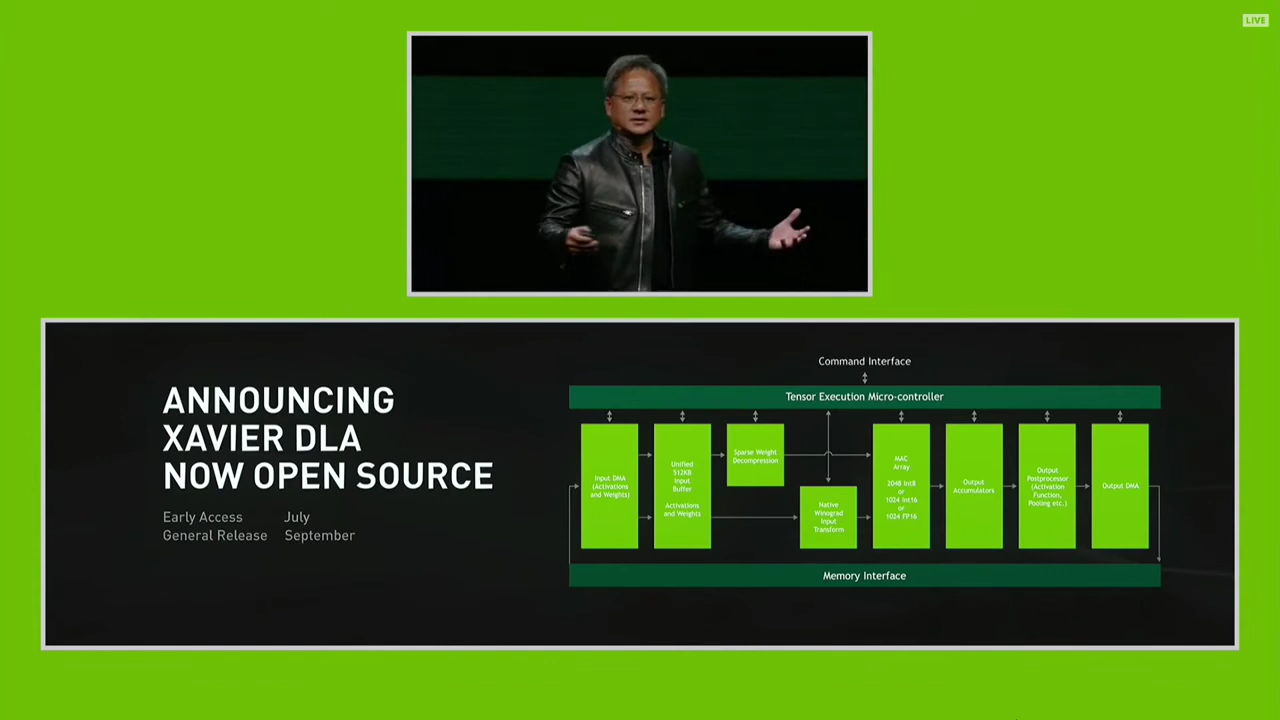 LIVE
ANNOUNCING
XAVIER DLA
NOW OPEN SOURCE
Early Access July
General Release September
Command Interface
Tensor Execution Micro-controller
Input DMA
(Activations
and Weights)
Unified
512KB
Input
Buffer
Activations
and Weights
Sparse Weight
Decompression
Native
Winograd
Input
Transform
MAC
Array
2048 Int8
or
1024 Int16
or
1024 FP16
Output
Accumulators
Output
Postprocessor
(Activation
Function,
Pooling etc.)
Output DMA
Memory Interface